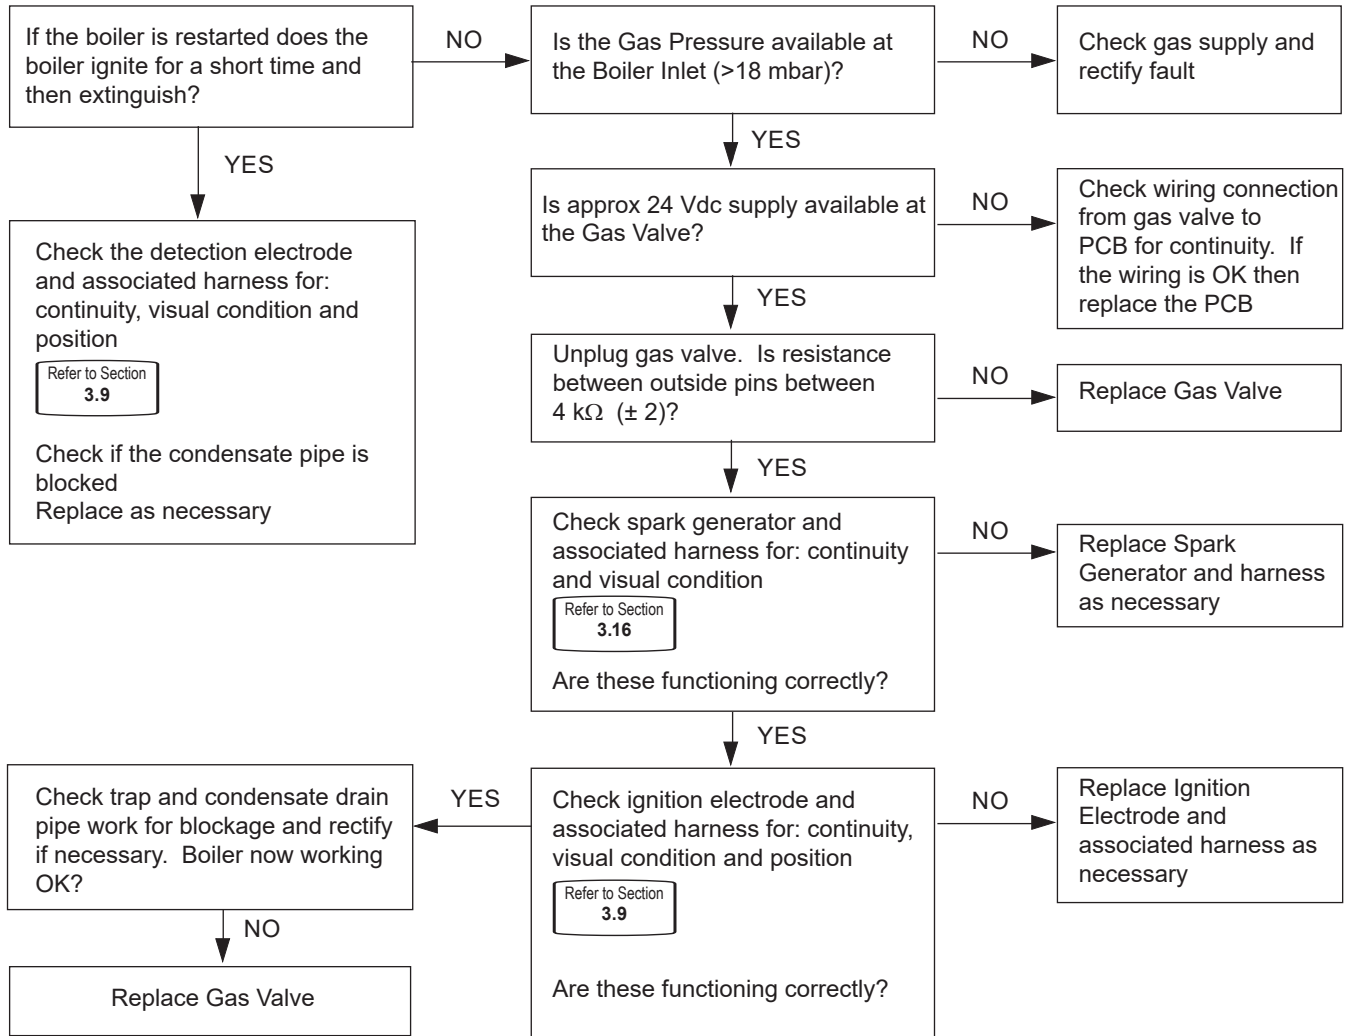 If the boiler is restarted does the
boiler ignite for a short time and
then extinguish?
NO
Is the Gas Pressure available at
the Boiler Inlet (>18 mbar)?
NO
Check gas supply and
rectify fault
YES
YES
Check the detection electrode
and associated harness for:
continuity, visual condition and
position
Refer to Section
3.9
Check if the condensate pipe is
blocked
Replace as necessary
Is approx 24 Vdc supply available at
the Gas Valve?
NO
Check wiring connection
from gas valve to
PCB for continuity.  If
the wiring is OK then
replace the PCB
YES
Unplug gas valve.  Is resistance
between outside pins between
4 kΩ  (± 2)?
NO
Replace Gas Valve
YES
Check spark generator and
associated harness for: continuity
and visual condition
Refer to Section
3.16
Are these functioning correctly?
NO
Replace Spark
Generator and harness
as necessary
YES
Check ignition electrode and
associated harness for: continuity,
visual condition and position
Refer to Section
3.9
Are these functioning correctly?
NO
Replace Ignition
Electrode and
associated harness as
necessary
YES
Check trap and condensate drain
pipe work for blockage and rectify
if necessary.  Boiler now working
OK?
NO
Replace Gas Valve